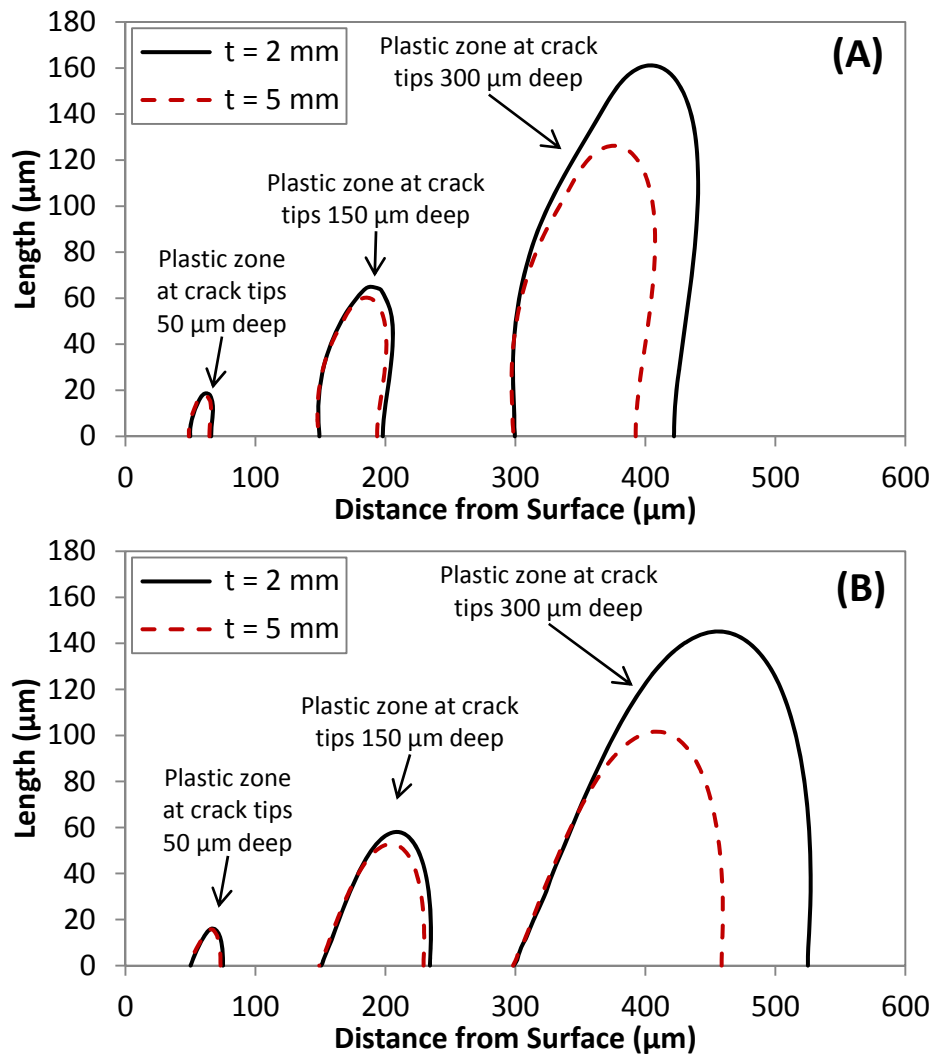 (A)
t = 2 mm
t = 5 mm
Plastic zone at crack
tips 300 µm deep
Plastic zone at crack
tips 150 µm deep
Plastic zone
at crack tips
50 µm deep
Length (µm)
180
160
140
120
100
80
60
40
20
0
0 100 200 300 400 500 600
Distance from Surface (µm)
(B)
t = 2 mm
t = 5 mm
Plastic zone at crack
tips 300 µm deep
Plastic zone at crack
tips 150 µm deep
Plastic zone
at crack tips
50 µm deep
Length (µm)
180
160
140
120
100
80
60
40
20
0
0 100 200 300 400 500 600
Distance from Surface (µm)